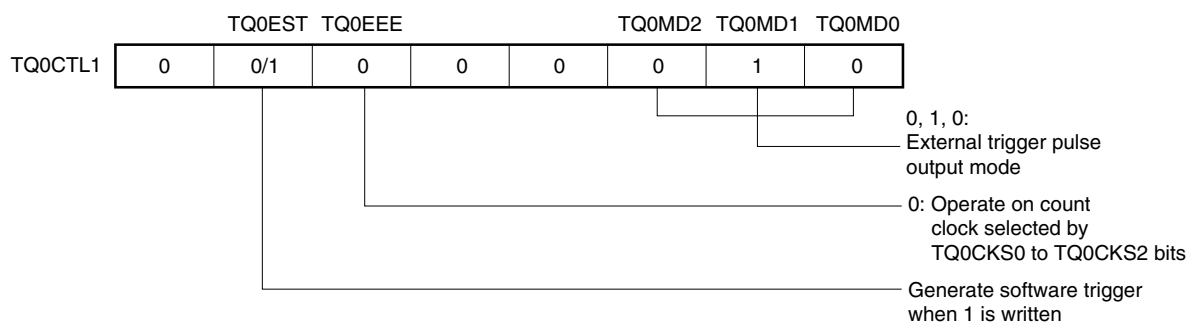 TQ0EST TQ0EEE TQ0MD2 TQ0MD1 TQ0MD0
TQ0CTL1 0 0/1 0 0 0 0 1 0
0, 1, 0:
External trigger pulse
output mode
0: Operate on count
clock selected by
TQ0CKS0 to TQ0CKS2 bits
Generate software trigger
when 1 is written